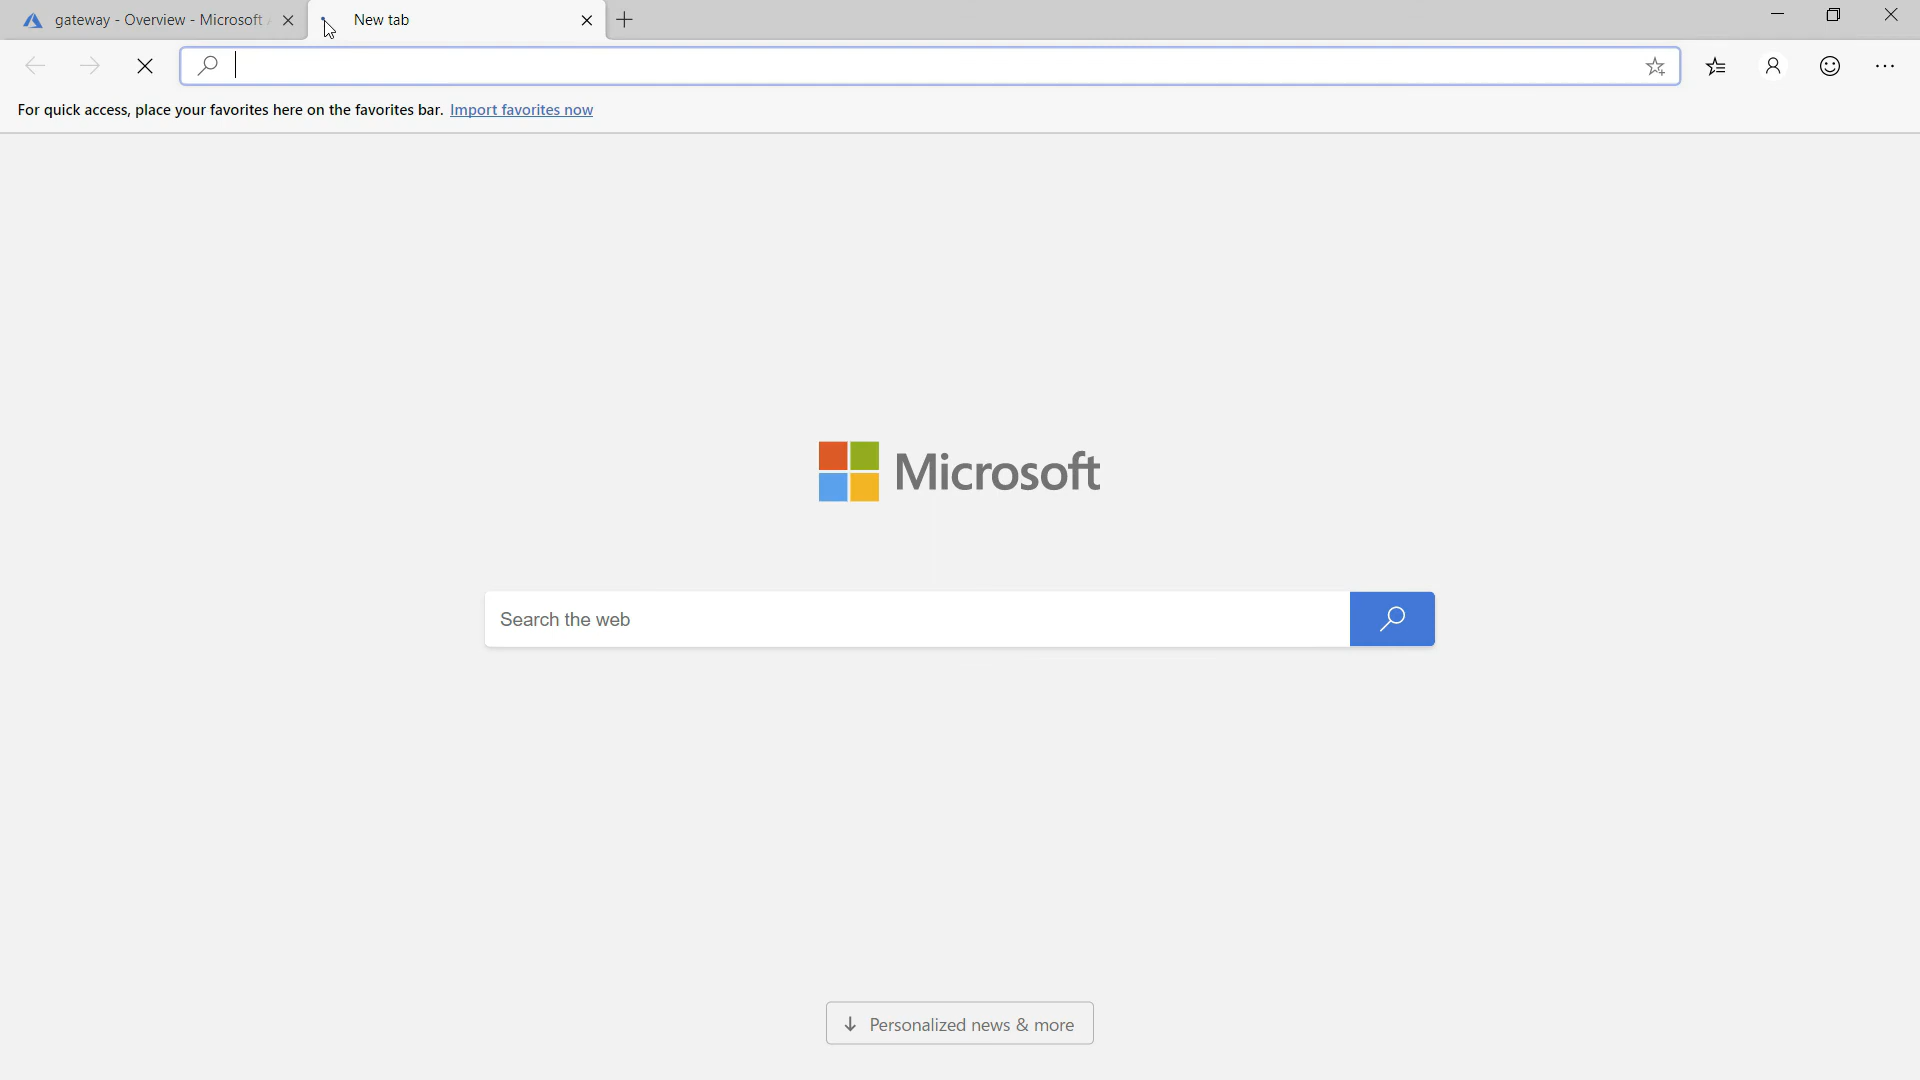 gateway - Overview - Microsoft
New tab
For quick access, place your favorites here on the favorites bar. Import favorites now
Microsoft
Search the web
Personalized news & more